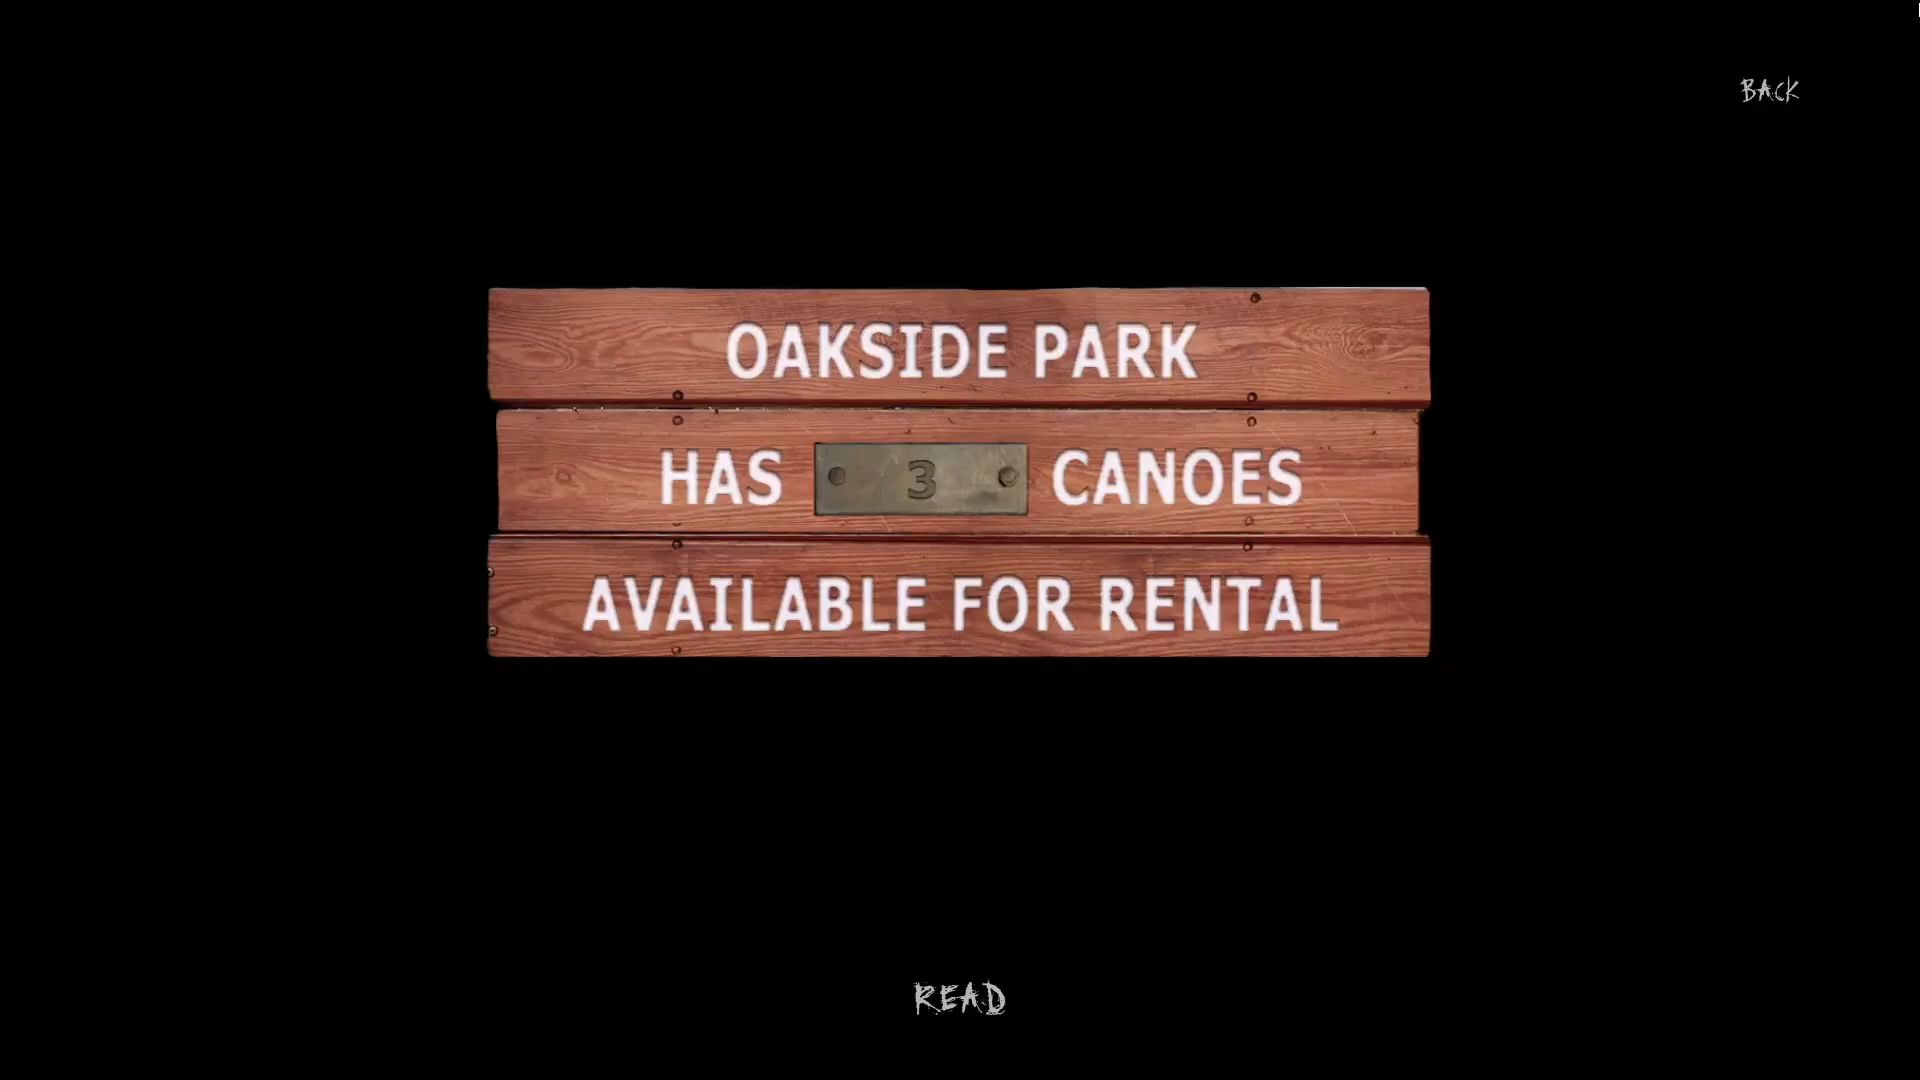 BACK
OAKSIDE PARK
HAS 3 CANOES
AVAILABLE FOR RENTAL
READ